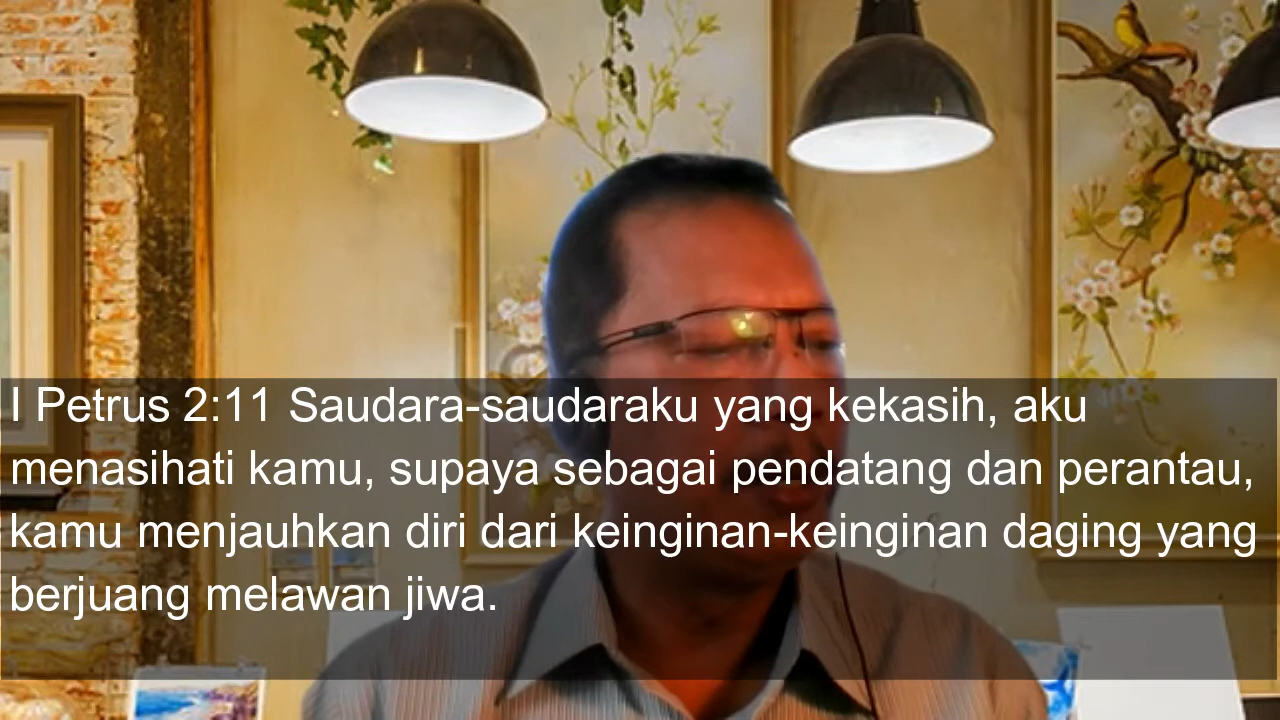 I Petrus 2:11 Saudara-saudaraku yang kekasih, aku
menasihati kamu, supaya sebagai pendatang dan perantau,
kamu menjauhkan diri dari keinginan-keinginan daging yang
berjuang melawan jiwa.